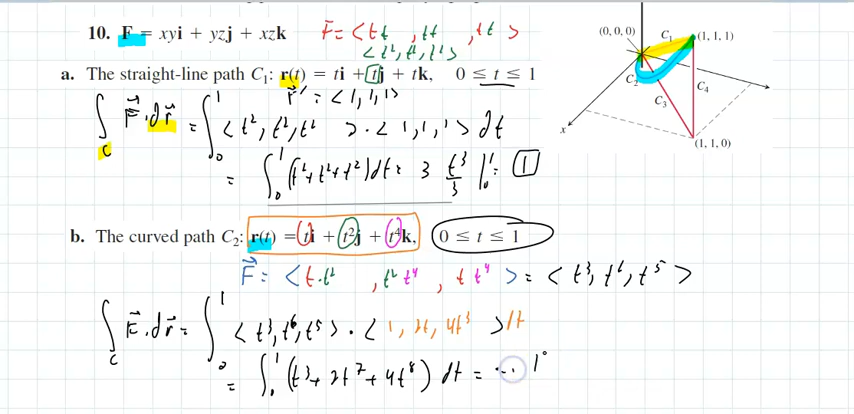 10. F = xyi + yzj + xzk
F = < t t , t t , t t >
< t², t², t² >
a. The straight-line path C₁: r(t) = ti + tj + tk, 0 ≤ t ≤ 1
r' = < 1, 1, 1 >
∫_C F · dr = ∫₀¹ < t², t², t² > · < 1, 1, 1 > dt
= ∫₀¹ (t² + t² + t²) dt = 3 t³/3 |₀¹ = 1
b. The curved path C₂: r(t) = ti + t²j + t⁴k, 0 ≤ t ≤ 1
F = < t · t² , t² t⁴ , t t⁴ > = < t³, t⁶, t⁵ >
∫_C F · dr = ∫₀¹ < t³, t⁶, t⁵ > · < 1, 2t, 4t³ > dt
= ∫₀¹ (t³ + 2t⁷ + 4t⁸) dt = ...
(0, 0, 0)
C₁
(1, 1, 1)
C₂
C₃
C₄
x
(1, 1, 0)